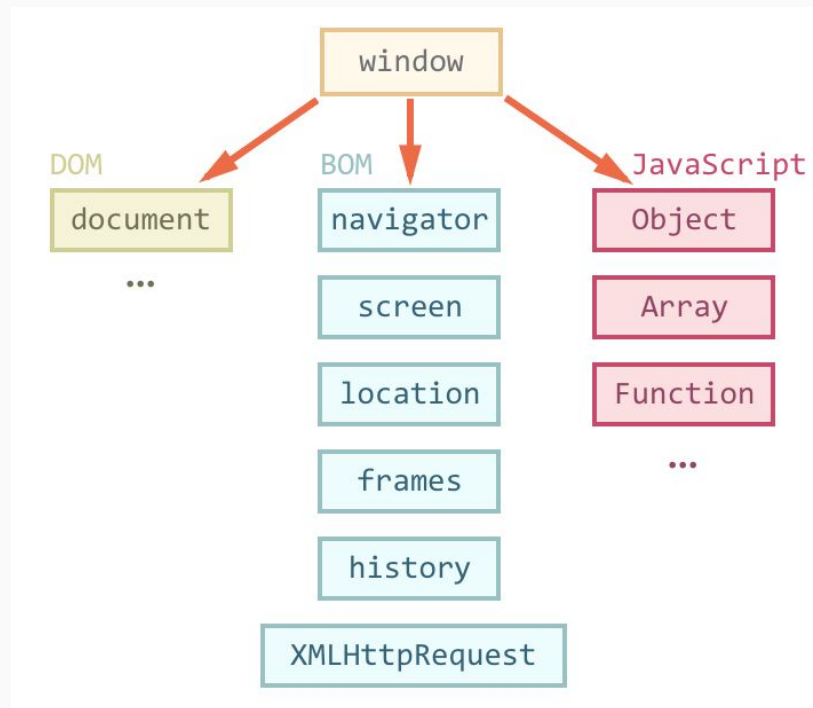 window
DOM
document
...
BOM
navigator
screen
location
frames
history
XMLHttpRequest
JavaScript
Object
Array
Function
...